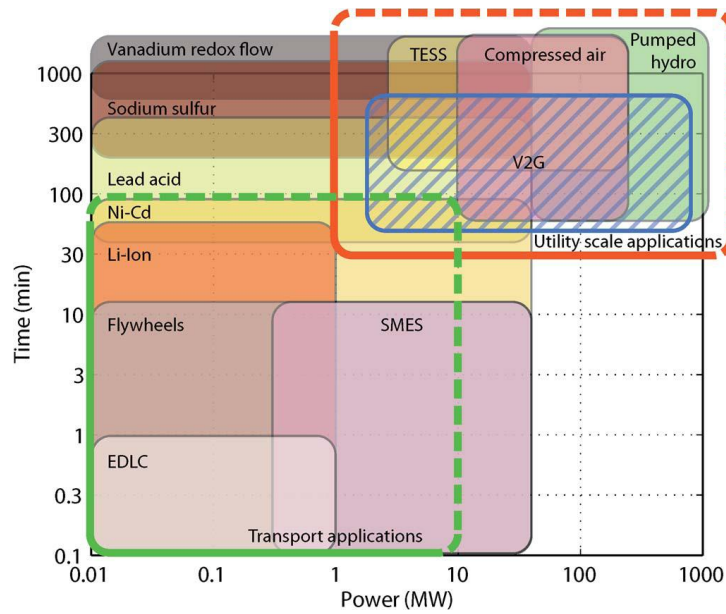 Vanadium redox flow
TESS
Compressed air
Pumped
hydro
1000
Sodium sulfur
300
V2G
Lead acid
100
Ni-Cd
Utility scale applications
Li-Ion
30
Time (min)
10
Flywheels
SMES
3
1
EDLC
0.3
Transport applications
0.1
0.01
0.1
1
10
100
1000
Power (MW)